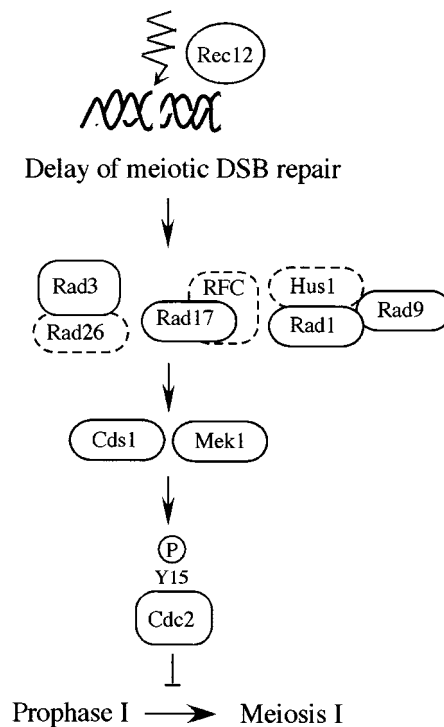 Rec12
Delay of meiotic DSB repair
Rad3
Rad26
RFC
Rad17
Hus1
Rad1
Rad9
Cds1
Mek1
P
Y15
Cdc2
Prophase I
Meiosis I